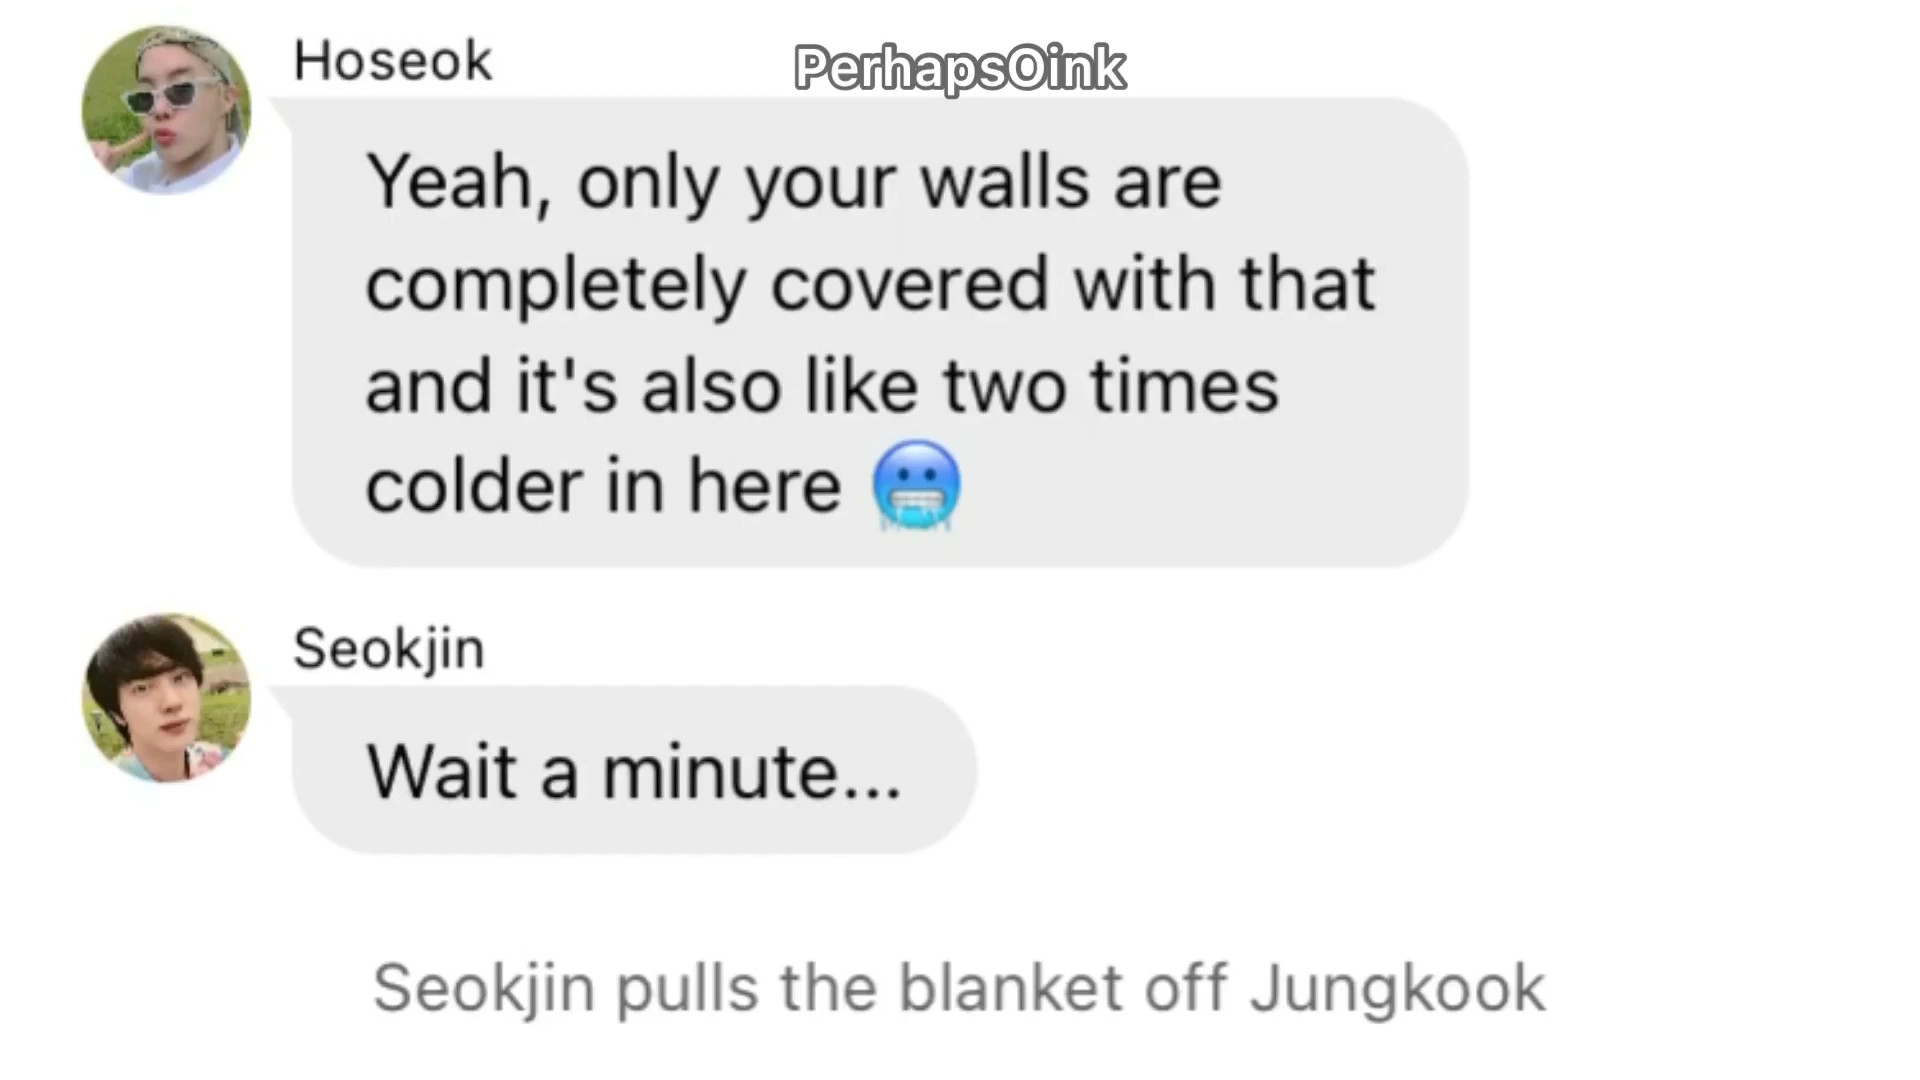 Hoseok
PerhapsOink
Yeah, only your walls are
completely covered with that
and it's also like two times
colder in here 🥶
Seokjin
Wait a minute...
Seokjin pulls the blanket off Jungkook